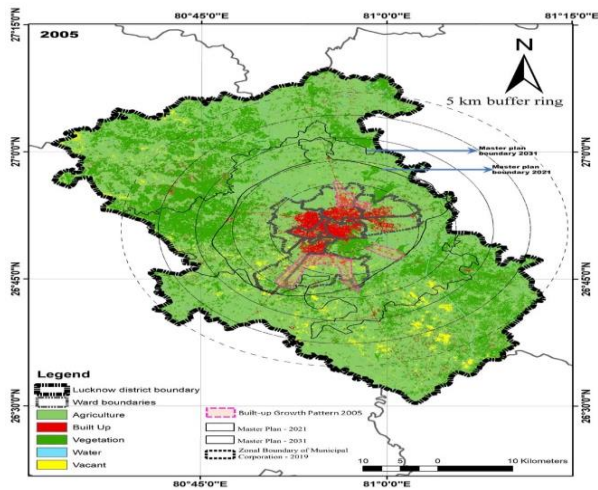 80°45'0"E 81°0'0"E 81°15'0"E
27°15'0"N
2005
N
5 km buffer ring
27°0'0"N
Master plan
boundary 2031
Master plan
boundary 2021
26°45'0"N
26°30'0"N
Legend
Lucknow district boundary
Ward boundaries
Agriculture
Built Up
Vegetation
Water
Vacant
Built-up Growth Pattern 2005
Master Plan - 2021
Master Plan - 2031
Zonal Boundary of Municipal
Corporation - 2019
10 5 0 10 Kilometers
80°45'0"E 81°0'0"E 81°15'0"E